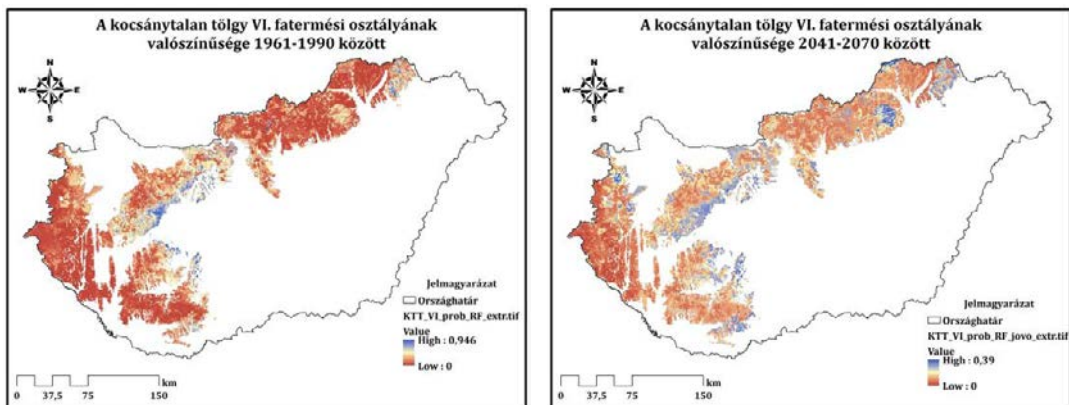 A kocsánytalan tölgy VI. fatermési osztályának
valószínűsége 1961-1990 között
N
W
E
S
Jelmagyarázat
Országhatár
KTT_VI_prob_RF_extr.tif
Value
High : 0,946
Low : 0
km
0 37,5 75 150
A kocsánytalan tölgy VI. fatermési osztályának
valószínűsége 2041-2070 között
N
W
E
S
Jelmagyarázat
Országhatár
KTT_VI_prob_RF_jovo_extr.tif
Value
High : 0,39
Low : 0
km
0 37,5 75 150